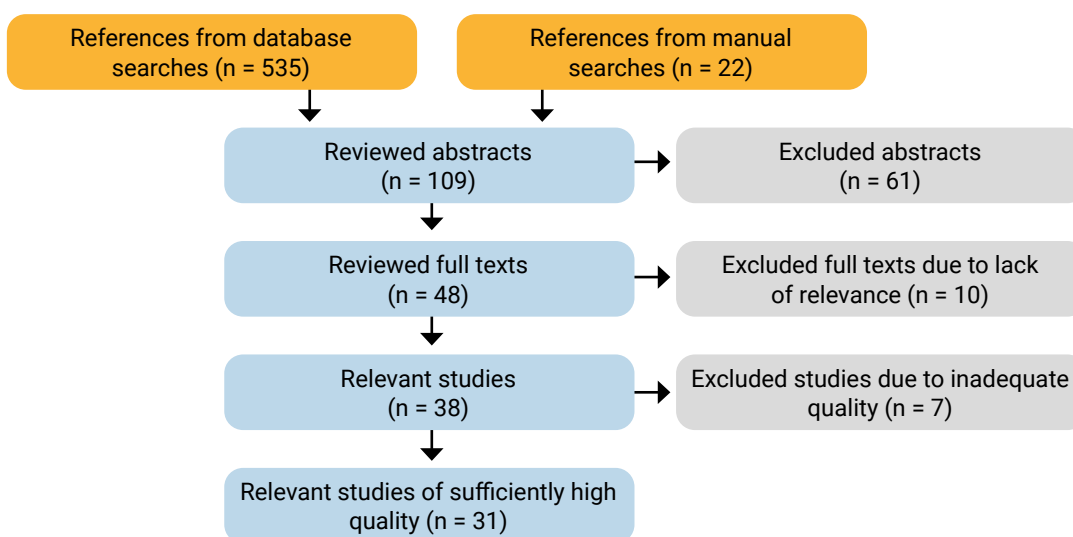 References from database
searches (n = 535)
References from manual
searches (n = 22)
Reviewed abstracts
(n = 109)
Excluded abstracts
(n = 61)
Reviewed full texts
(n = 48)
Excluded full texts due to lack
of relevance (n = 10)
Relevant studies
(n = 38)
Excluded studies due to inadequate
quality (n = 7)
Relevant studies of sufficiently high
quality (n = 31)